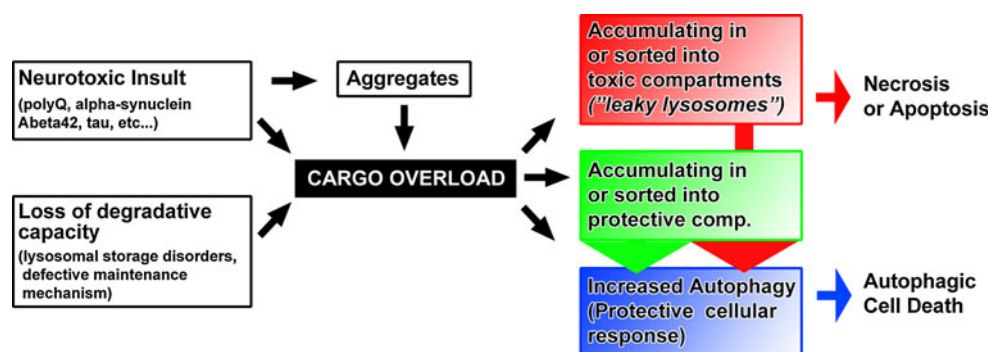 Neurotoxic Insult
(polyQ, alpha-synuclein
Abeta42, tau, etc...)
Loss of degradative
capacity
(lysosomal storage disorders,
defective maintenance
mechanism)
Aggregates
CARGO OVERLOAD
Accumulating in
or sorted into
toxic compartments
("leaky lysosomes")
Accumulating in
or sorted into
protective comp.
Increased Autophagy
(Protective cellular
response)
Necrosis
or Apoptosis
Autophagic
Cell Death